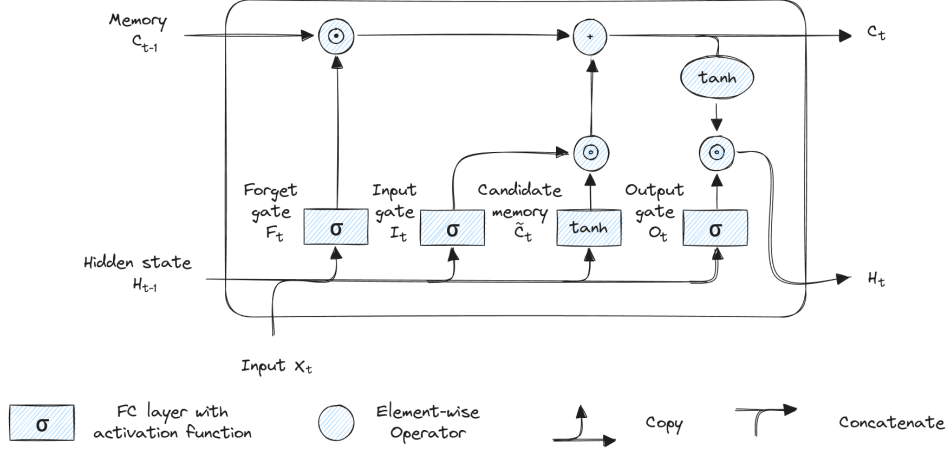 Memory
C_{t-1}
C_t
+
tanh
Forget
gate
F_t
σ
Input
gate
I_t
σ
Candidate
memory
C̃_t
tanh
Output
gate
O_t
σ
Hidden state
H_{t-1}
H_t
Input X_t
σ
FC layer with
activation function
Element-wise
Operator
Copy
Concatenate